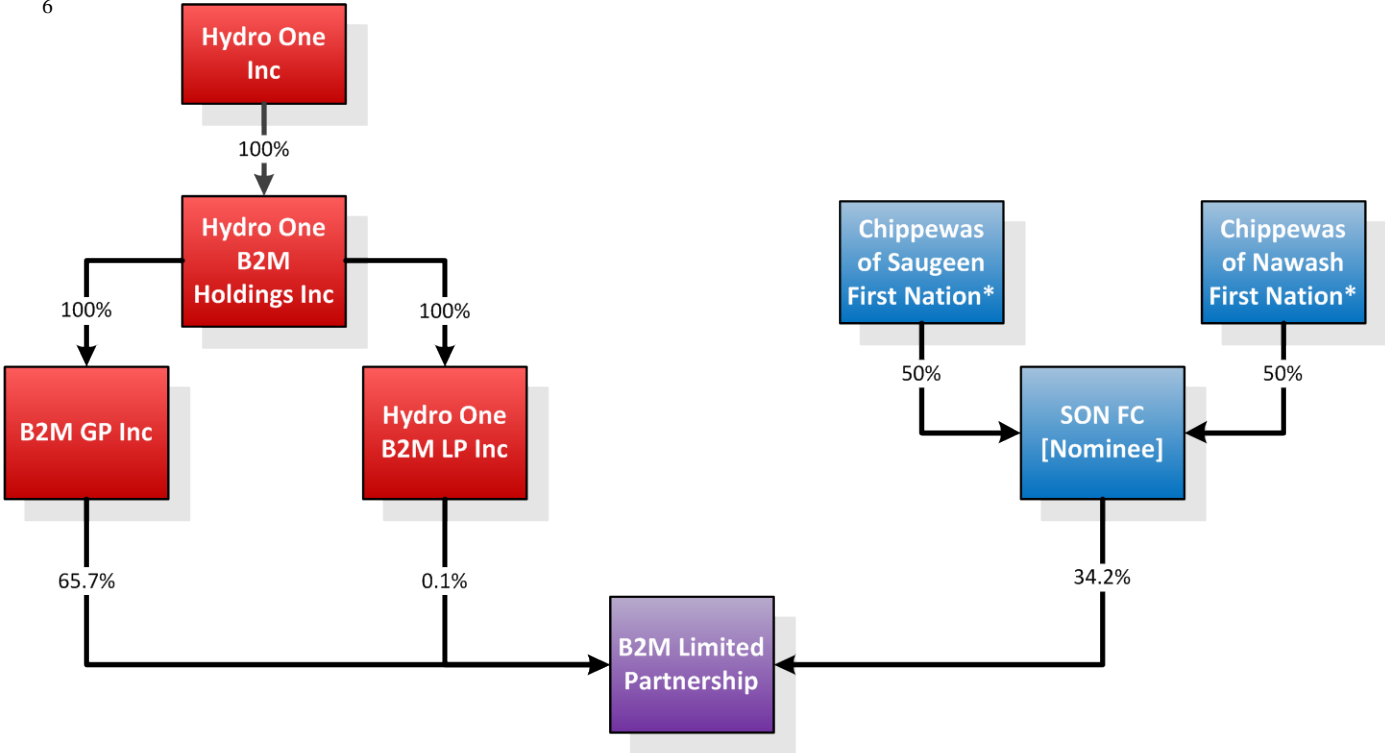 6
Hydro One
Inc
100%
Hydro One
B2M
Holdings Inc
Chippewas
of Saugeen
First Nation*
Chippewas
of Nawash
First Nation*
100%
100%
50%
50%
B2M GP Inc
Hydro One
B2M LP Inc
SON FC
[Nominee]
65.7%
0.1%
34.2%
B2M Limited
Partnership